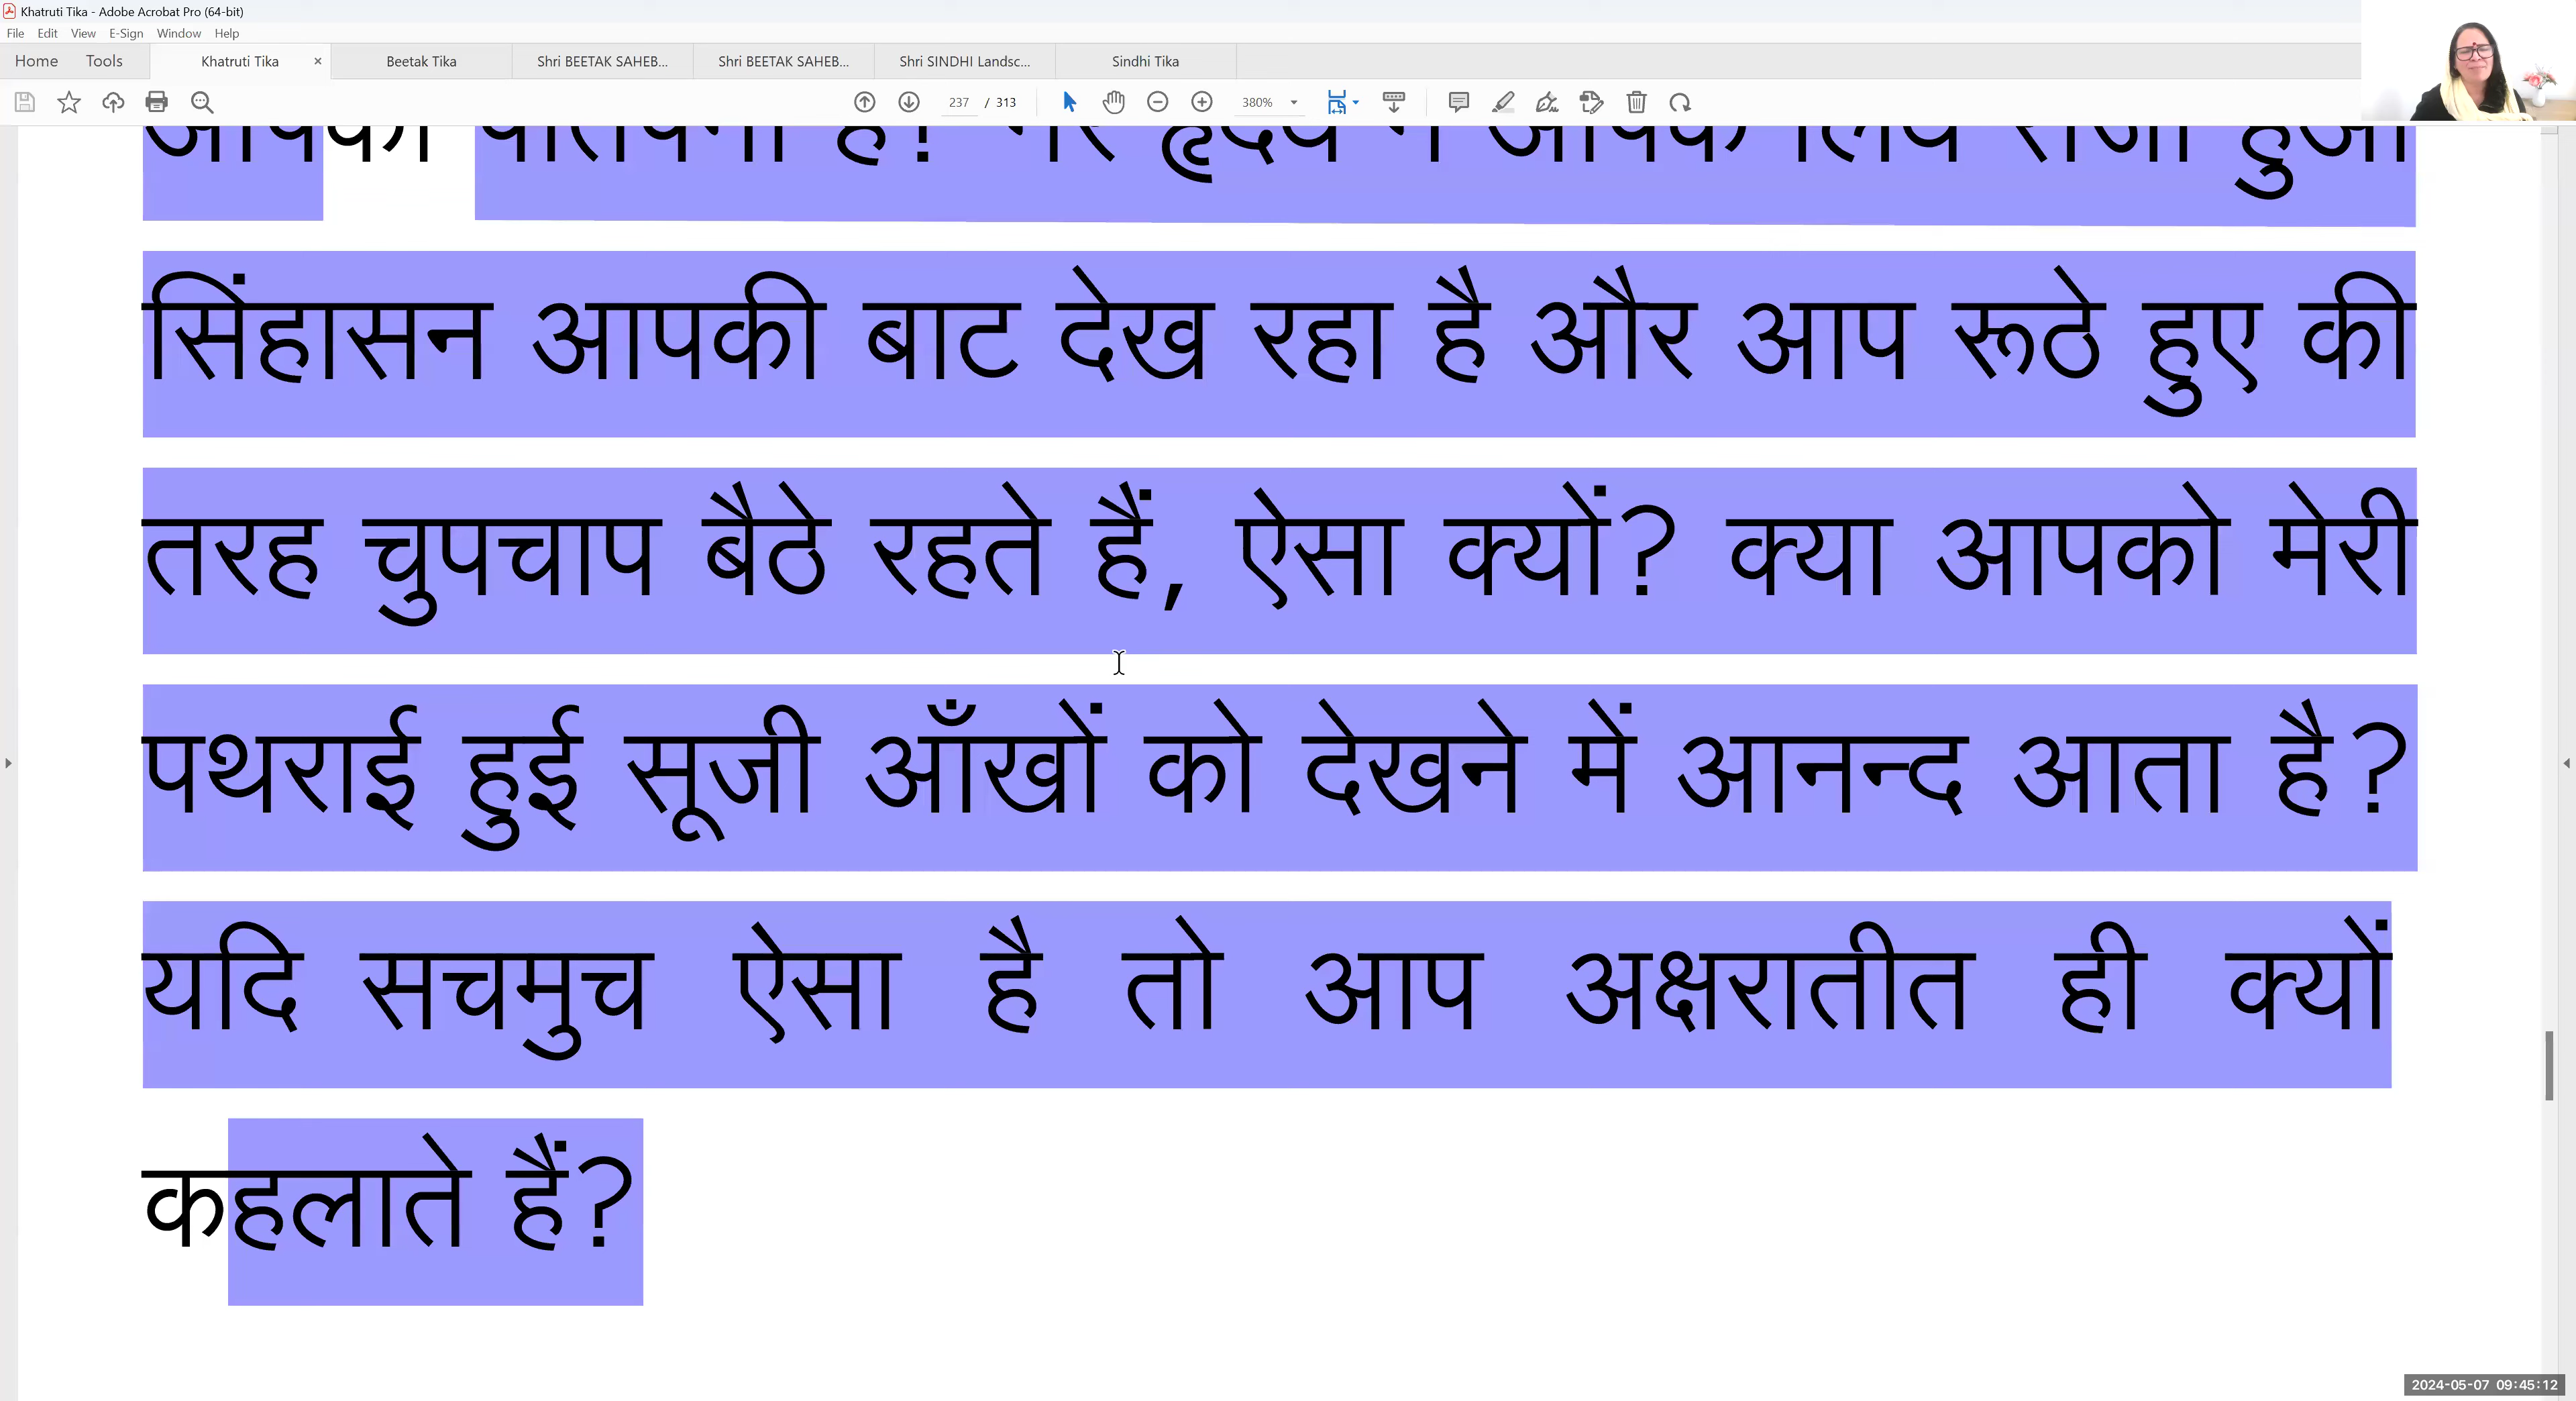 Khatruti Tika - Adobe Acrobat Pro (64-bit)
File Edit View E-Sign Window Help
Home Tools Khatruti Tika × Beetak Tika Shri BEETAK SAHEB... Shri BEETAK SAHEB... Shri SINDHI Landsc... Sindhi Tika
237 / 313 380%
हृदय में आपके लिये हुआ
सिंहासन आपकी बाट देख रहा है और आप रूठे हुए की
तरह चुपचाप बैठे रहते हैं, ऐसा क्यों? क्या आपको मेरी
पथराई हुई सूजी आँखों को देखने में आनन्द आता है?
यदि सचमुच ऐसा है तो आप अक्षरातीत ही क्यों
कहलाते हैं?
2024-05-07 09:45:12